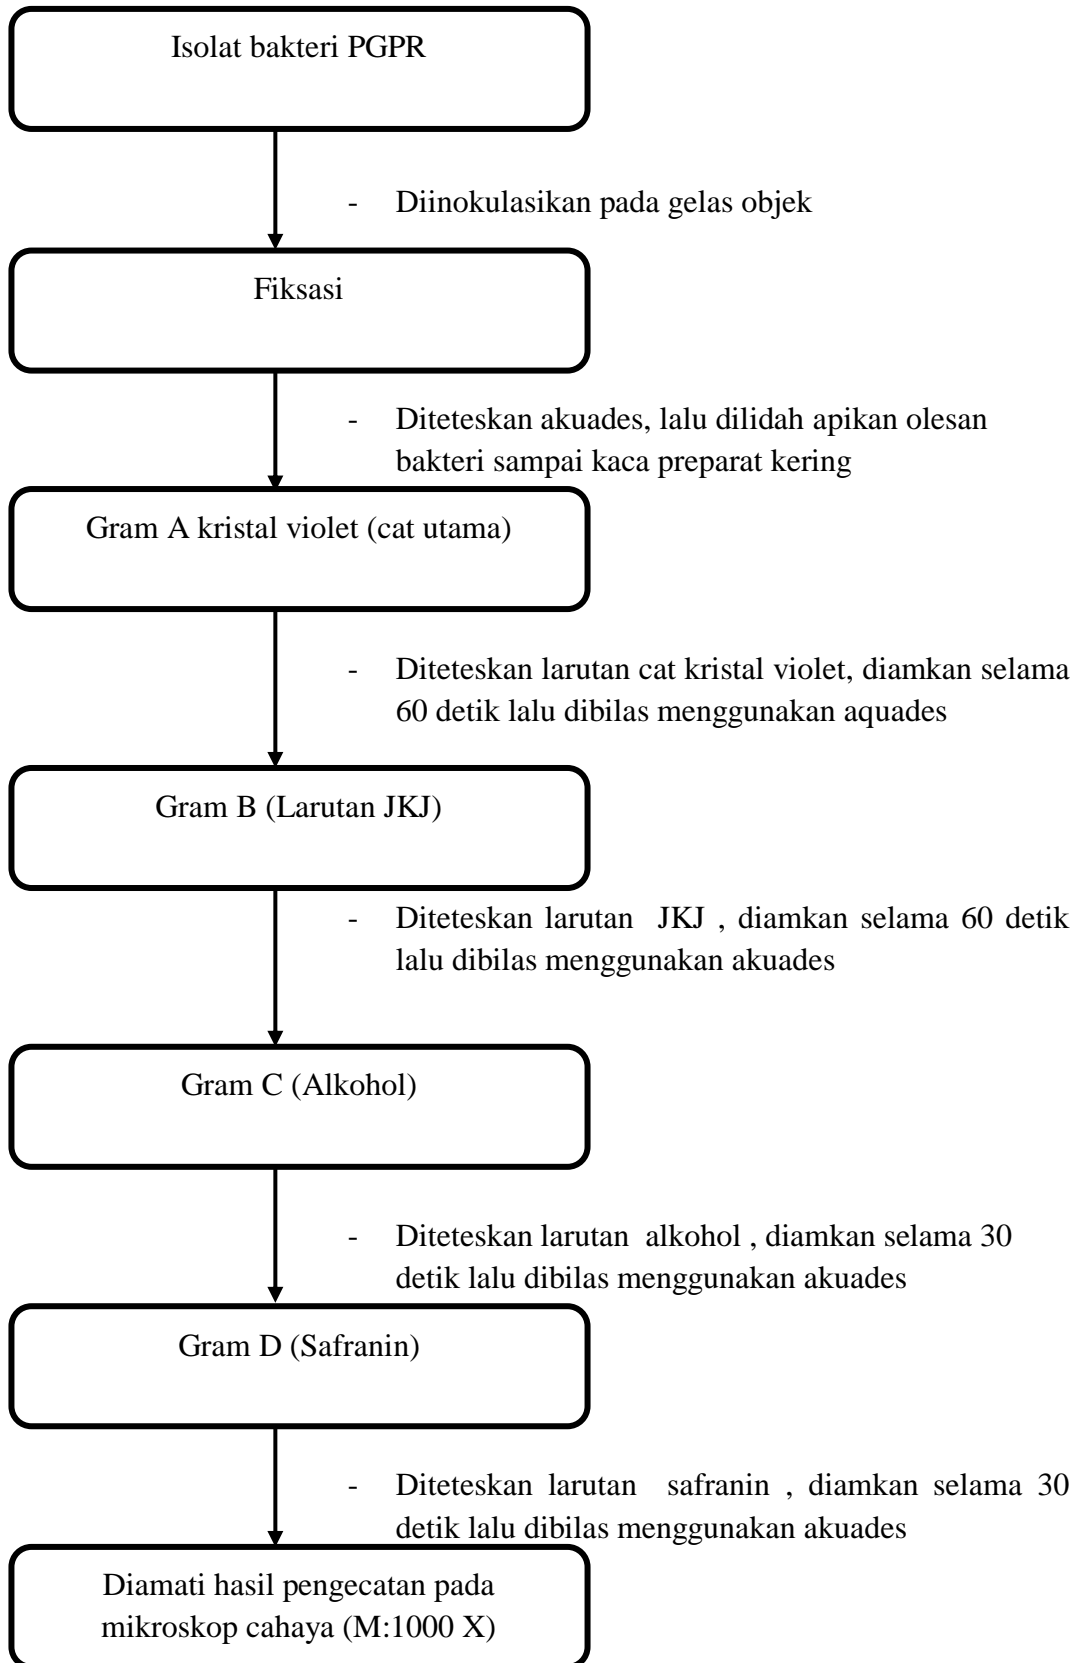 Isolat bakteri PGPR
- Diinokulasikan pada gelas objek
Fiksasi
- Diteteskan akuades, lalu dilidah apikan olesan
bakteri sampai kaca preparat kering
Gram A kristal violet (cat utama)
- Diteteskan larutan cat kristal violet, diamkan selama
60 detik lalu dibilas menggunakan aquades
Gram B (Larutan JKJ)
- Diteteskan larutan JKJ , diamkan selama 60 detik
lalu dibilas menggunakan akuades
Gram C (Alkohol)
- Diteteskan larutan alkohol , diamkan selama 30
detik lalu dibilas menggunakan akuades
Gram D (Safranin)
- Diteteskan larutan safranin , diamkan selama 30
detik lalu dibilas menggunakan akuades
Diamati hasil pengecatan pada
mikroskop cahaya (M:1000 X)